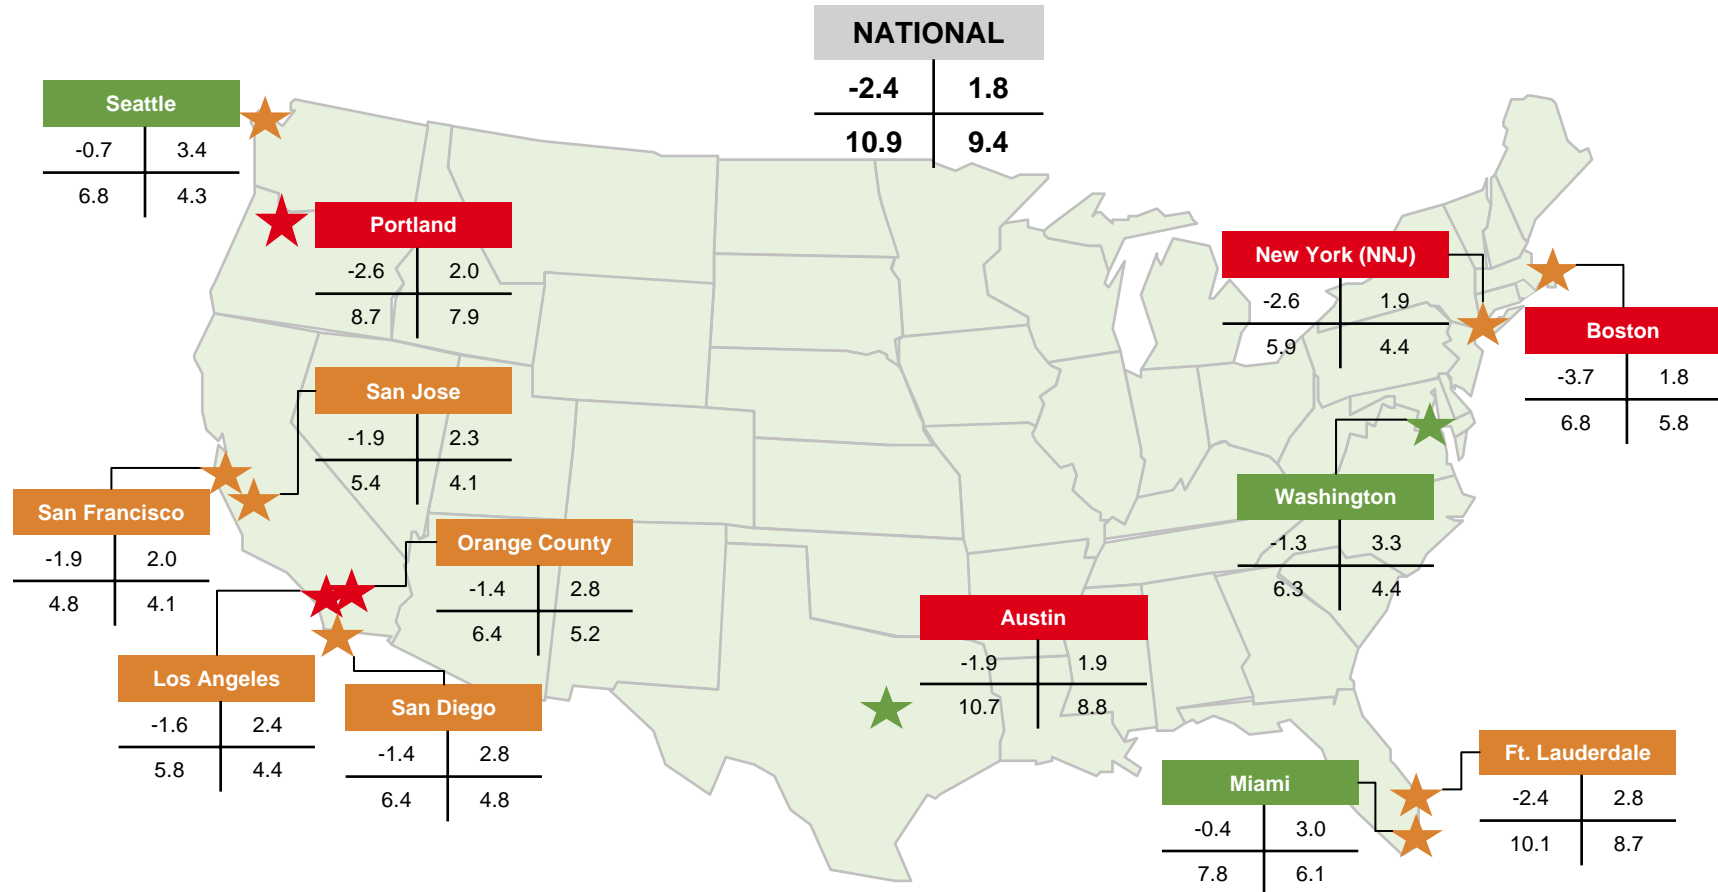 NATIONAL
-2.4 1.8
10.9 9.4
Seattle
-0.7 3.4
6.8 4.3
Portland
-2.6 2.0
8.7 7.9
New York (NNJ)
-2.6 1.9
5.9 4.4
Boston
-3.7 1.8
6.8 5.8
San Jose
-1.9 2.3
5.4 4.1
San Francisco
-1.9 2.0
4.8 4.1
Washington
-1.3 3.3
6.3 4.4
Orange County
-1.4 2.8
6.4 5.2
Austin
-1.9 1.9
10.7 8.8
Los Angeles
-1.6 2.4
5.8 4.4
San Diego
-1.4 2.8
6.4 4.8
Ft. Lauderdale
-2.4 2.8
10.1 8.7
Miami
-0.4 3.0
7.8 6.1